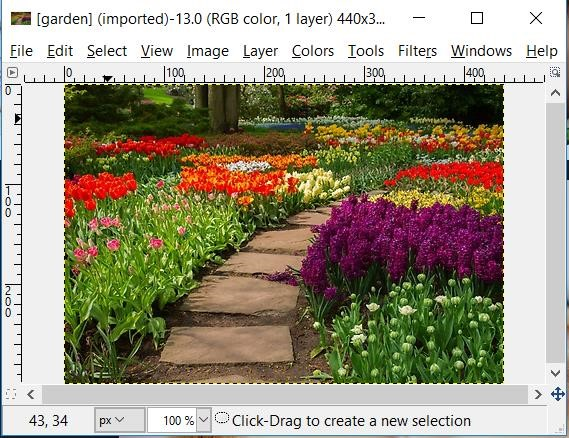 [garden] (imported)-13.0 (RGB color, 1 layer) 440x3...
File Edit Select View Image Layer Colors Tools Filters Windows Help
0 100 200 300 400
0
100
200
43, 34 px 100 % Click-Drag to create a new selection